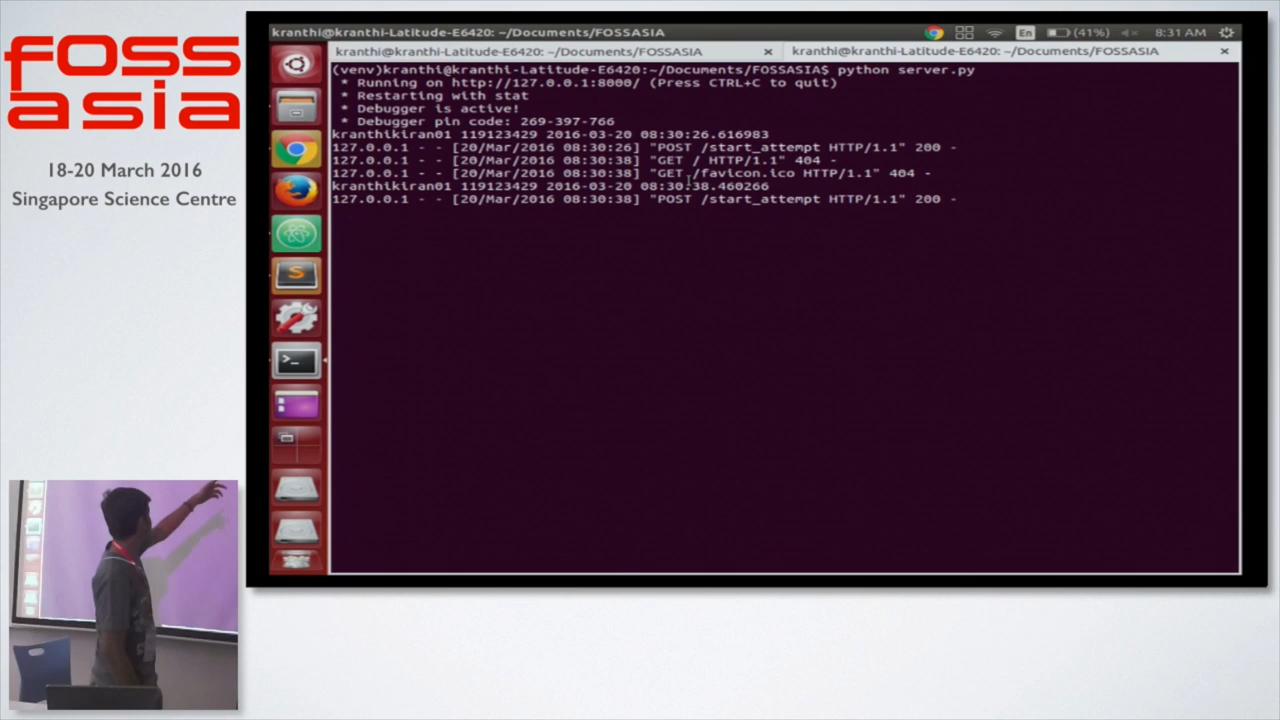 fOSS
asia
18-20 March 2016
Singapore Science Centre
kranthi@kranthi-Latitude-E6420: ~/Documents/FOSSASIA
En
(41%)
8:31 AM
kranthi@kranthi-Latitude-E6420: ~/Documents/FOSSASIA × kranthi@kranthi-Latitude-E6420: ~/Documents/FOSSASIA ×
(venv)kranthi@kranthi-Latitude-E6420:~/Documents/FOSSASIA$ python server.py
* Running on http://127.0.0.1:8000/ (Press CTRL+C to quit)
* Restarting with stat
* Debugger is active!
* Debugger pin code: 269-397-766
kranthikiran01 119123429 2016-03-20 08:30:26.616983
127.0.0.1 - - [20/Mar/2016 08:30:26] "POST /start_attempt HTTP/1.1" 200 -
127.0.0.1 - - [20/Mar/2016 08:30:38] "GET / HTTP/1.1" 404 -
127.0.0.1 - - [20/Mar/2016 08:30:38] "GET /favicon.ico HTTP/1.1" 404 -
kranthikiran01 119123429 2016-03-20 08:30:38.460266
127.0.0.1 - - [20/Mar/2016 08:30:38] "POST /start_attempt HTTP/1.1" 200 -
S
>_